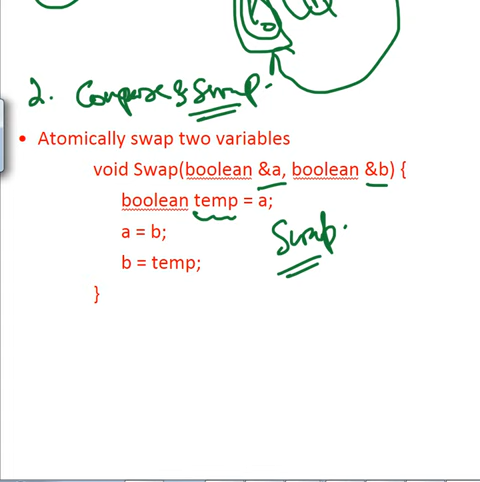 2. Compare & Swap.
• Atomically swap two variables
void Swap(boolean &a, boolean &b) {
boolean temp = a;
a = b;
Swap.
b = temp;
}